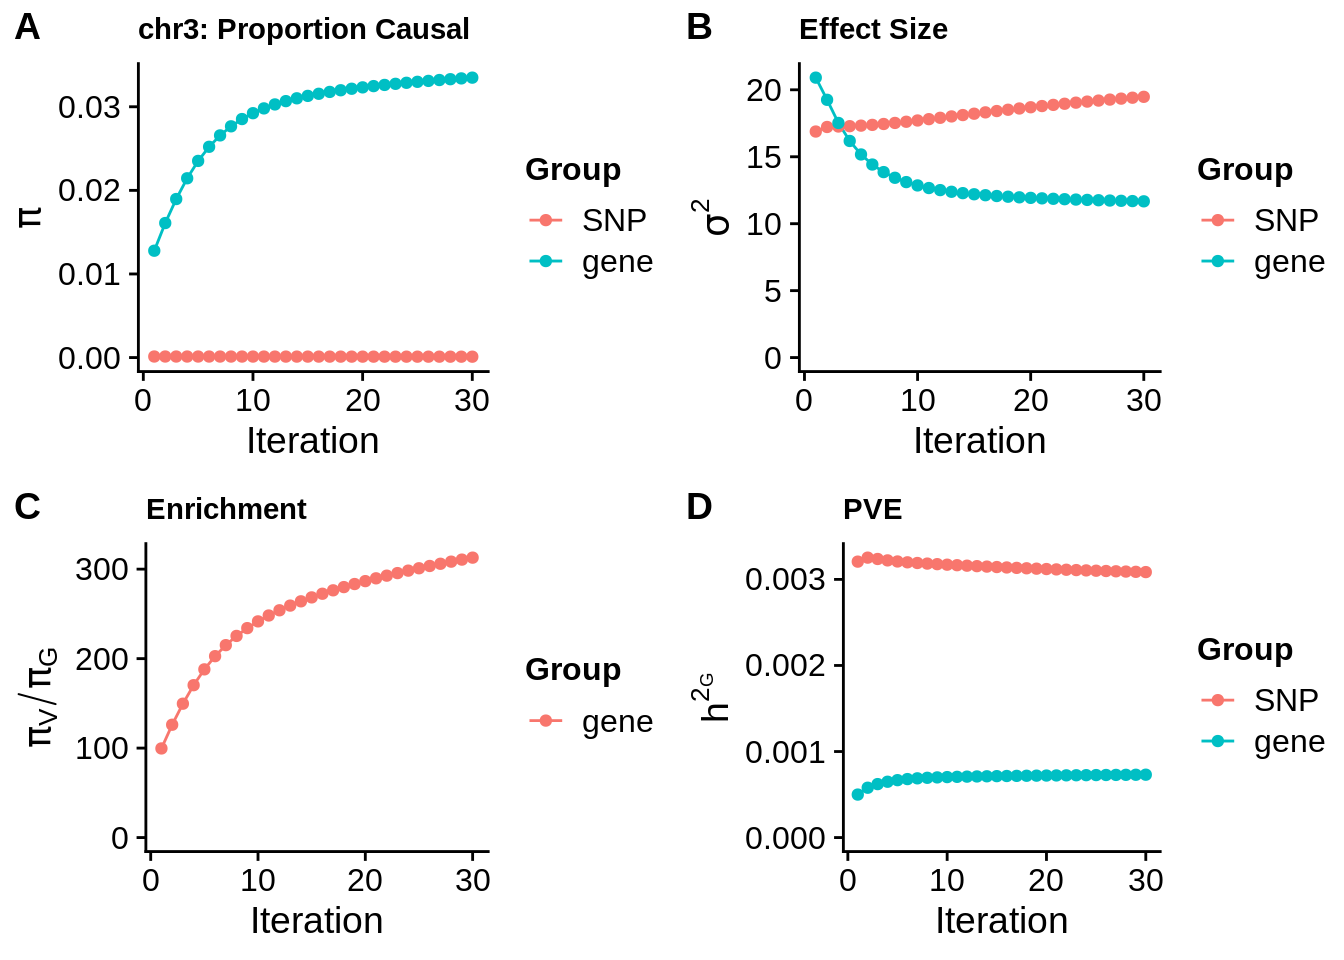 A
chr3: Proportion Causal
π
0.03
0.02
0.01
0.00
0
10
20
30
Iteration
Group
SNP
gene
B
Effect Size
σ²
20
15
10
5
0
0
10
20
30
Iteration
Group
SNP
gene
C
Enrichment
πV/πG
300
200
100
0
0
10
20
30
Iteration
Group
gene
D
PVE
h²G
0.003
0.002
0.001
0.000
0
10
20
30
Iteration
Group
SNP
gene